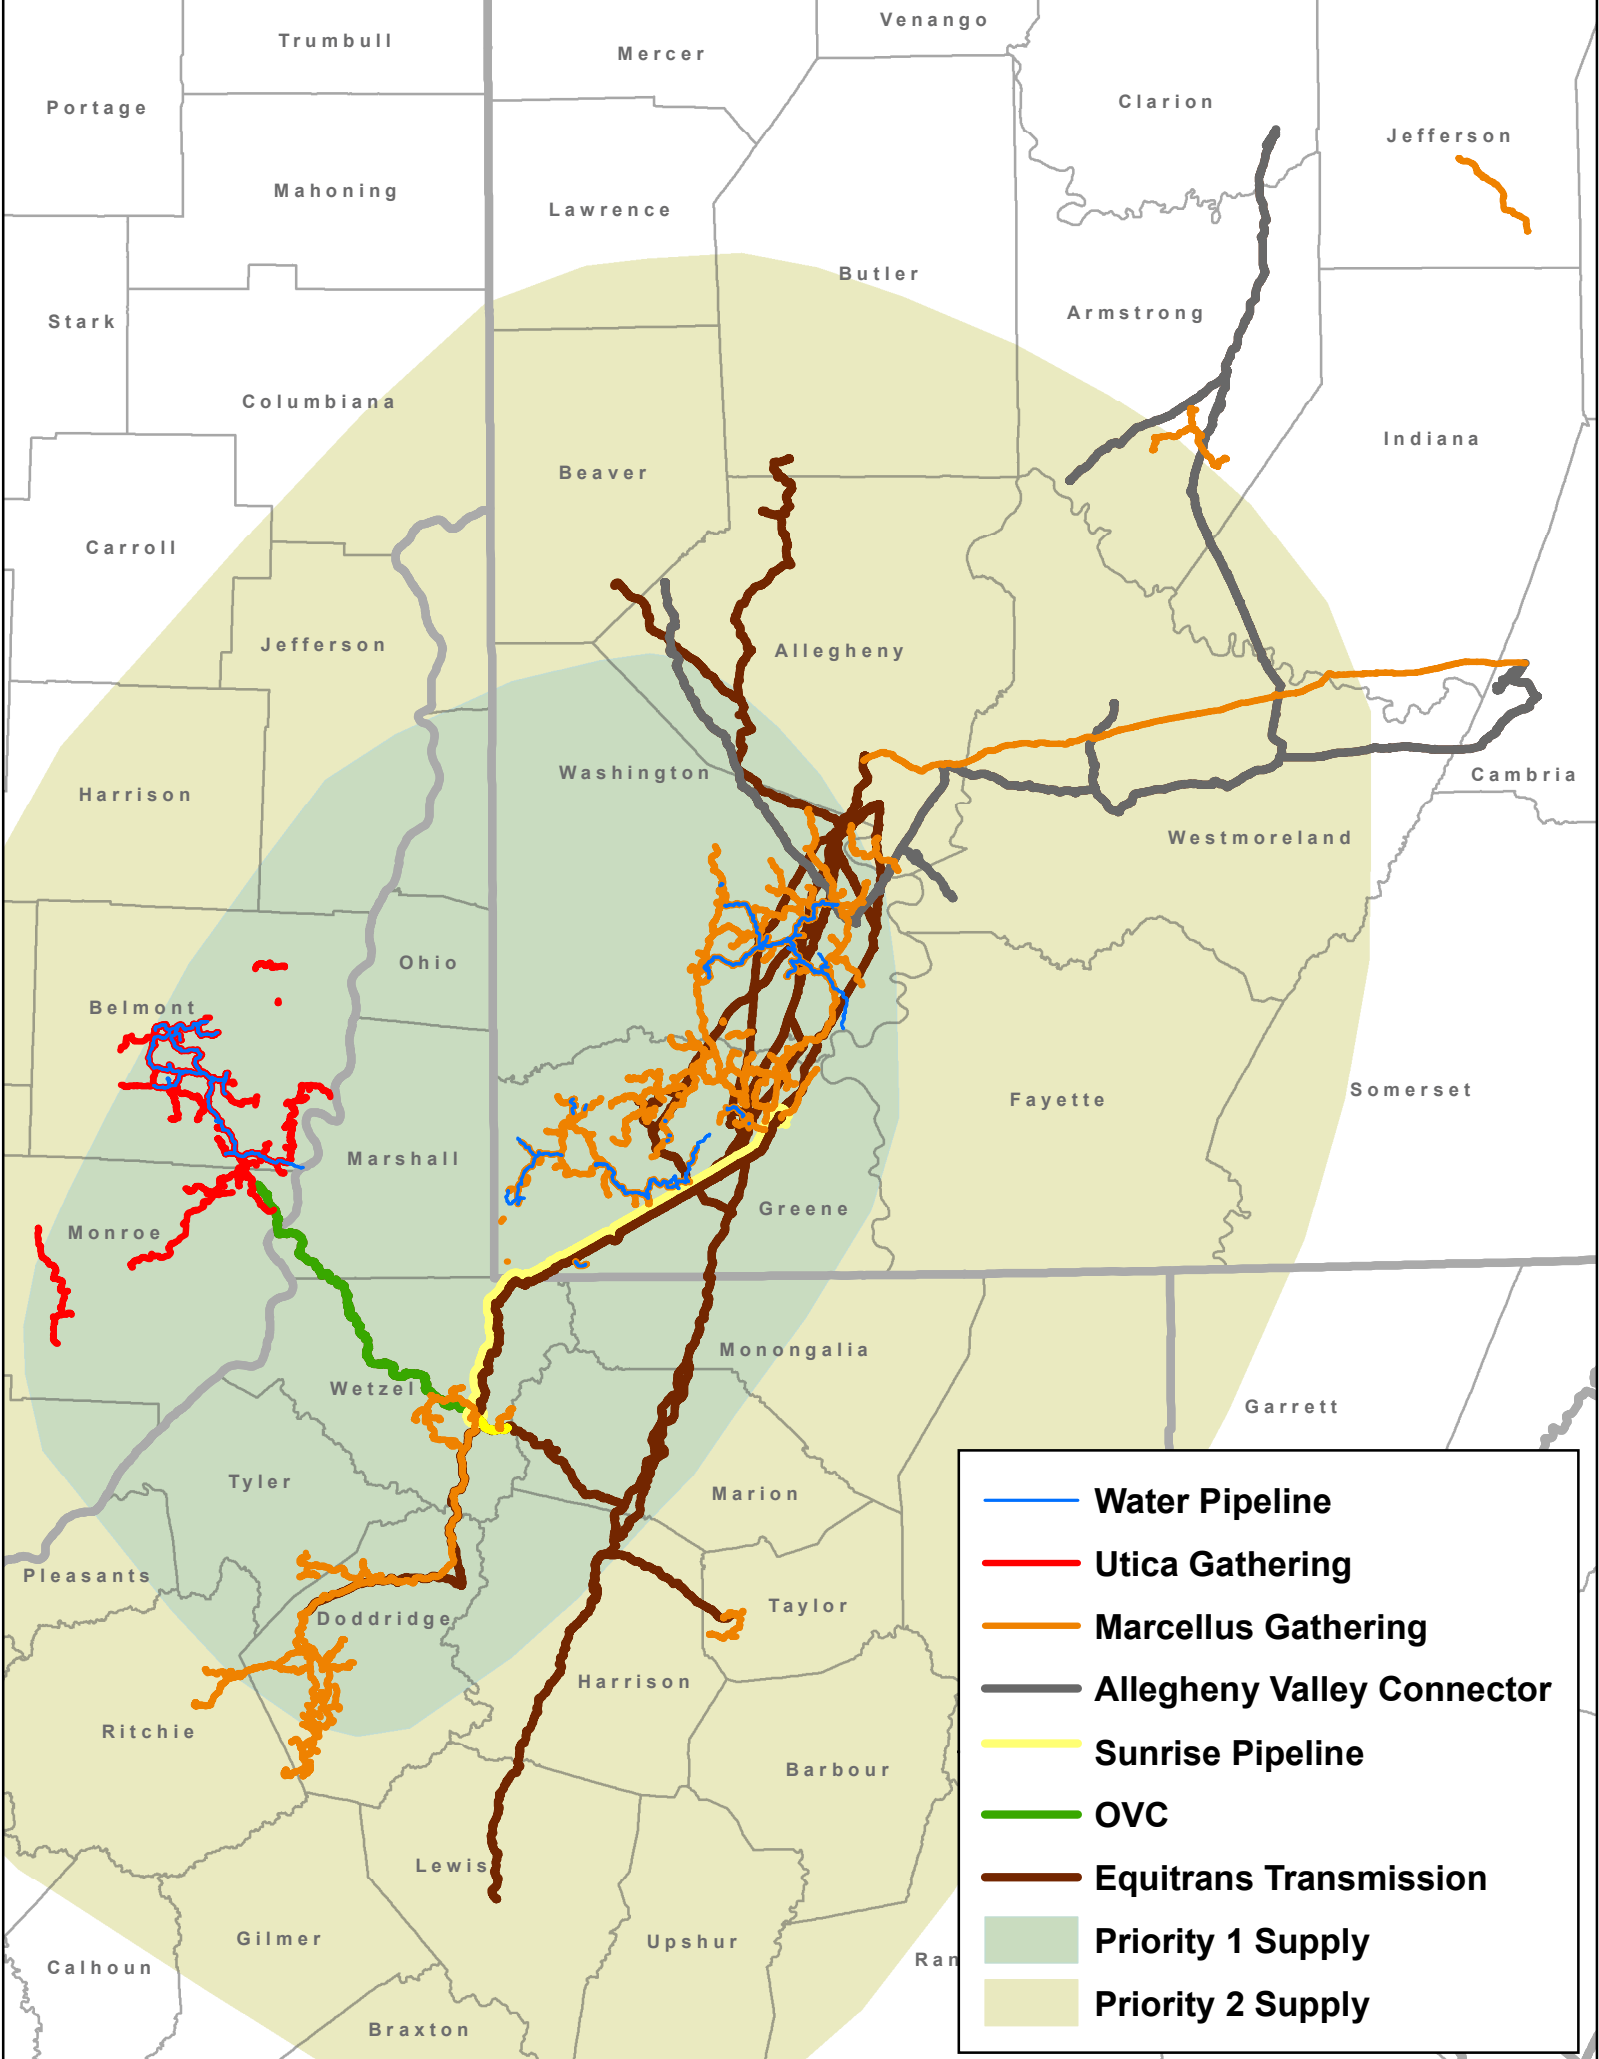 Venango
Trumbull
Mercer
Clarion
Portage
Jefferson
Mahoning
Lawrence
Butler
Armstrong
Stark
Columbiana
Indiana
Beaver
Carroll
Jefferson
Allegheny
Washington
Cambria
Harrison
Westmoreland
Ohio
Belmont
Somerset
Fayette
Marshall
Greene
Monroe
Monongalia
Wetzel
Garrett
Tyler
Marion
Pleasants
Taylor
Doddridge
Harrison
Ritchie
Barbour
Lewis
Gilmer
Upshur
Ran
Calhoun
Braxton
Water Pipeline
Utica Gathering
Marcellus Gathering
Allegheny Valley Connector
Sunrise Pipeline
OVC
Equitrans Transmission
Priority 1 Supply
Priority 2 Supply